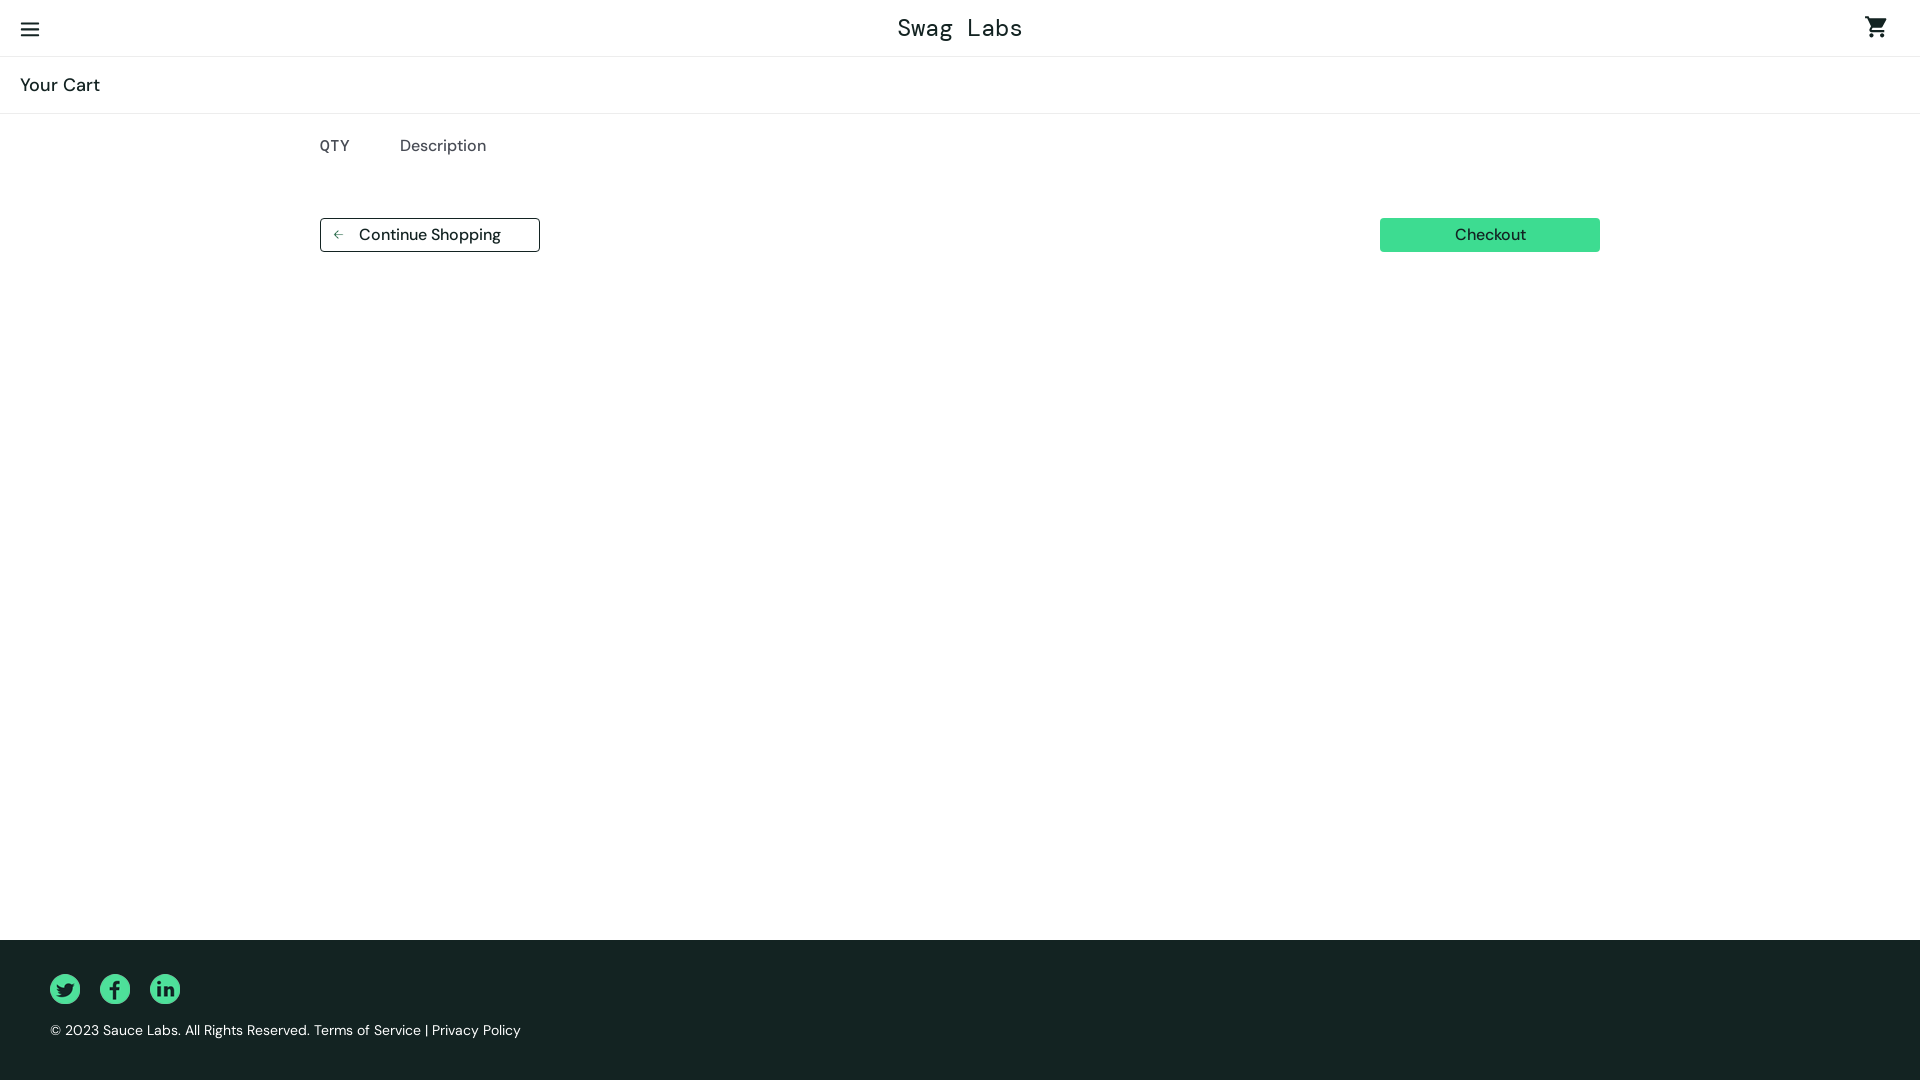 Swag Labs
Your Cart
QTY Description
Continue Shopping Checkout
© 2023 Sauce Labs. All Rights Reserved. Terms of Service | Privacy Policy